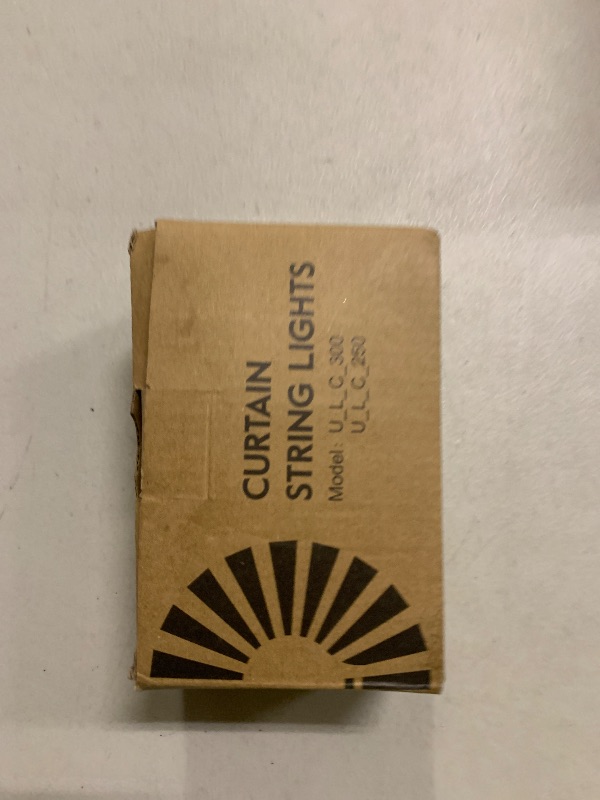 CURTAIN
STRING LIGHTS
Model: U_L_C_300
U_L_C_250